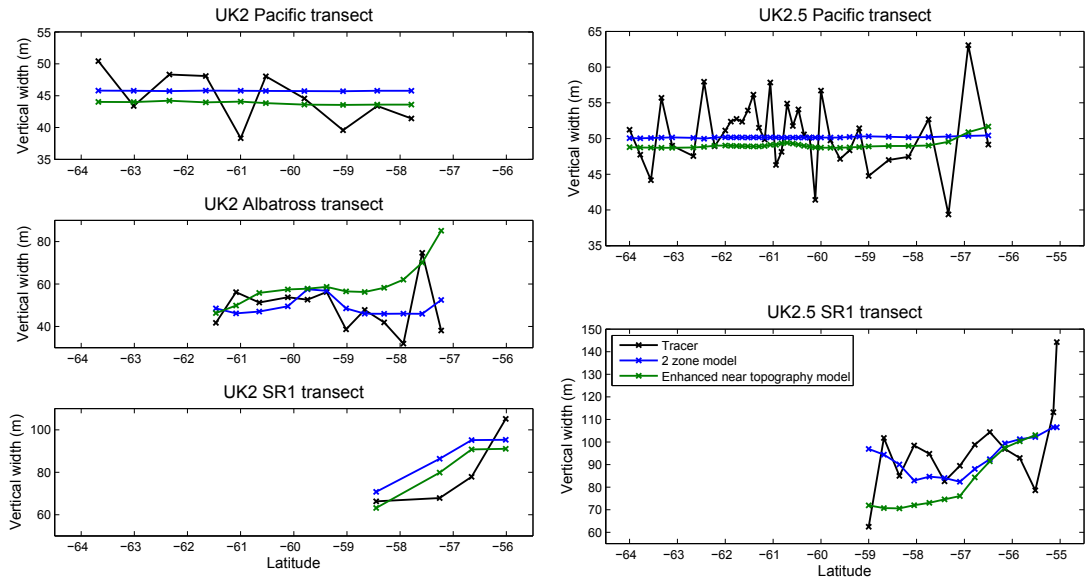 UK2 Pacific transect
Vertical width (m)
55
50
45
40
35
−64 −63 −62 −61 −60 −59 −58 −57 −56
UK2 Albatross transect
Vertical width (m)
80
60
40
−64 −63 −62 −61 −60 −59 −58 −57 −56
UK2 SR1 transect
Vertical width (m)
100
80
60
−64 −63 −62 −61 −60 −59 −58 −57 −56
Latitude
UK2.5 Pacific transect
Vertical width (m)
65
60
55
50
45
40
35
−64 −63 −62 −61 −60 −59 −58 −57 −56 −55
UK2.5 SR1 transect
Vertical width (m)
150
140
130
120
110
100
90
80
70
60
Tracer
2 zone model
Enhanced near topography model
−64 −63 −62 −61 −60 −59 −58 −57 −56 −55
Latitude